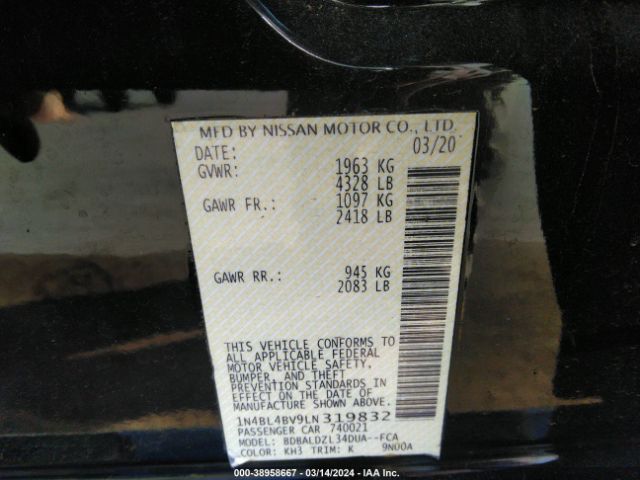 MFD BY NISSAN MOTOR CO., LTD.
DATE: 03/20
GVWR: 1963 KG
4328 LB
GAWR FR.: 1097 KG
2418 LB
GAWR RR.: 945 KG
2083 LB
THIS VEHICLE CONFORMS TO
ALL APPLICABLE FEDERAL
MOTOR VEHICLE SAFETY,
BUMPER, AND THEFT
PREVENTION STANDARDS IN
EFFECT ON THE DATE OF
MANUFACTURE SHOWN ABOVE.
1N4BL4BV9LN319832
PASSENGER CAR 740021
MODEL: BDBALDZL34DUA--FCA
COLOR: KH3 TRIM: K 9N00A
000-38958667 - 03/14/2024 - IAAI.com